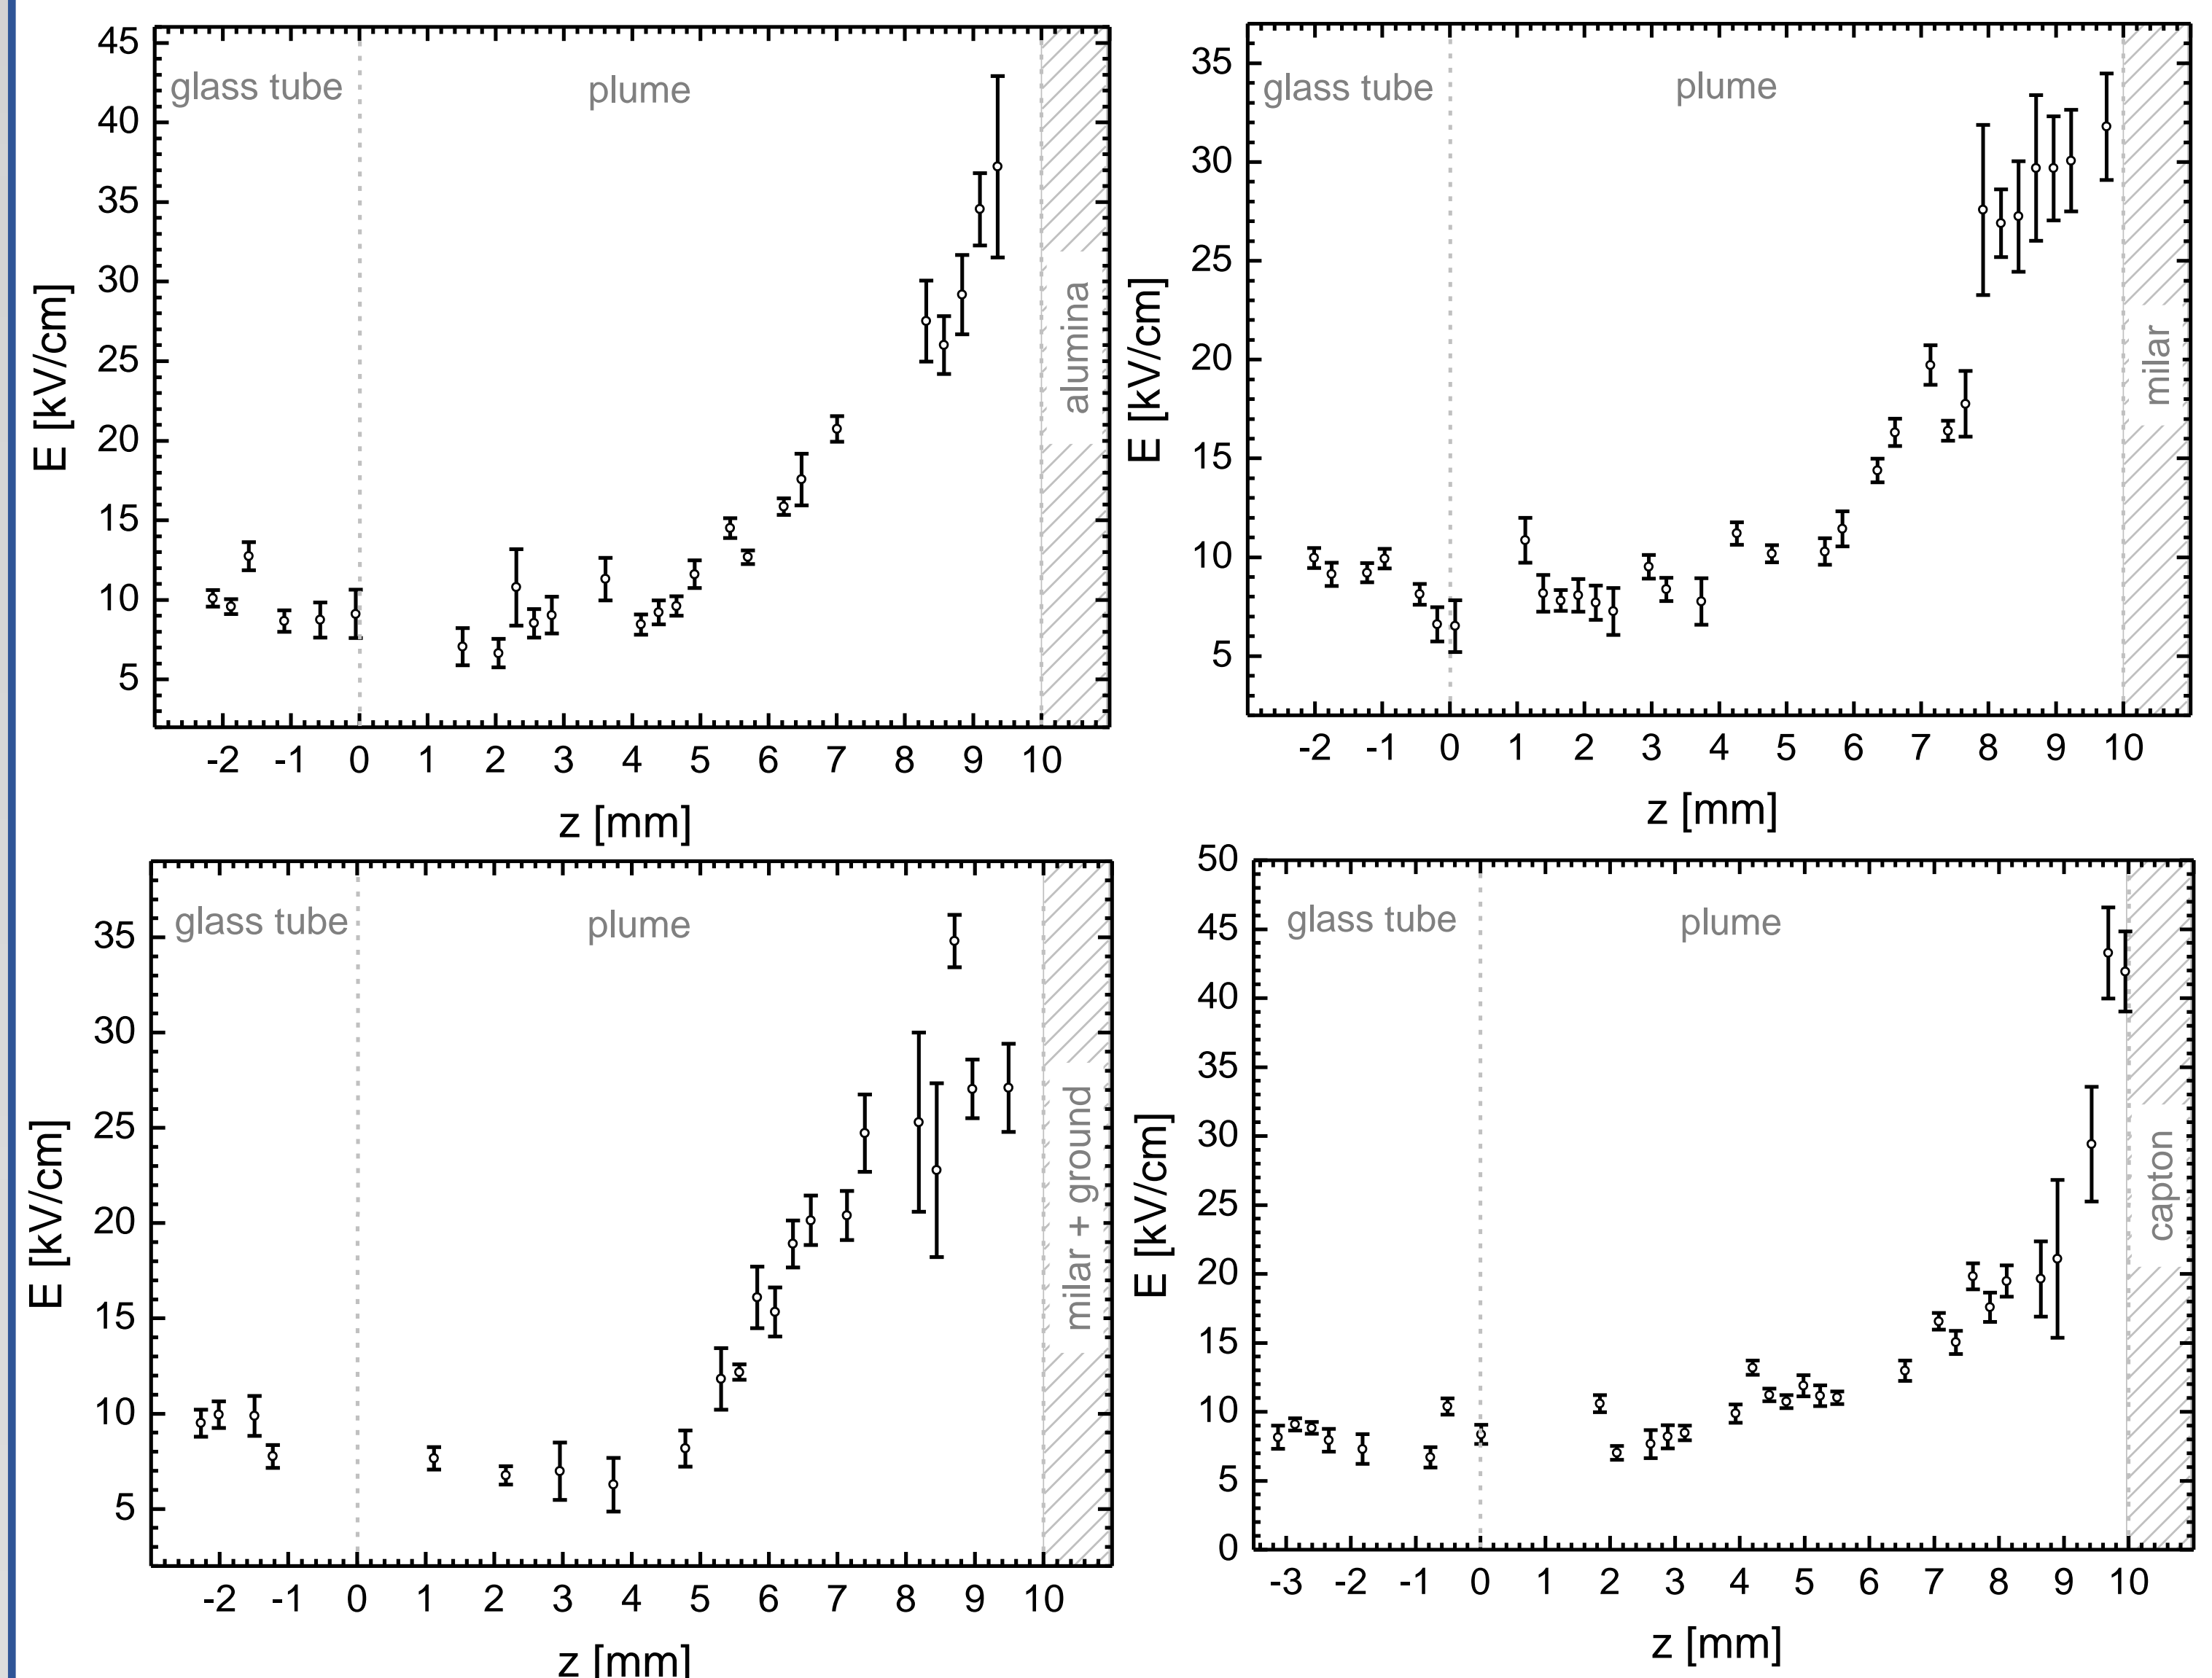 45
40
35
30
25
20
15
10
5
E [kV/cm]
glass tube
plume
alumina
-2 -1 0 1 2 3 4 5 6 7 8 9 10
z [mm]
35
30
25
20
15
10
5
E [kV/cm]
glass tube
plume
milar
-2 -1 0 1 2 3 4 5 6 7 8 9 10
z [mm]
35
30
25
20
15
10
5
E [kV/cm]
glass tube
plume
milar + ground
-2 -1 0 1 2 3 4 5 6 7 8 9 10
z [mm]
50
45
40
35
30
25
20
15
10
5
0
E [kV/cm]
glass tube
plume
capton
-3 -2 -1 0 1 2 3 4 5 6 7 8 9 10
z [mm]